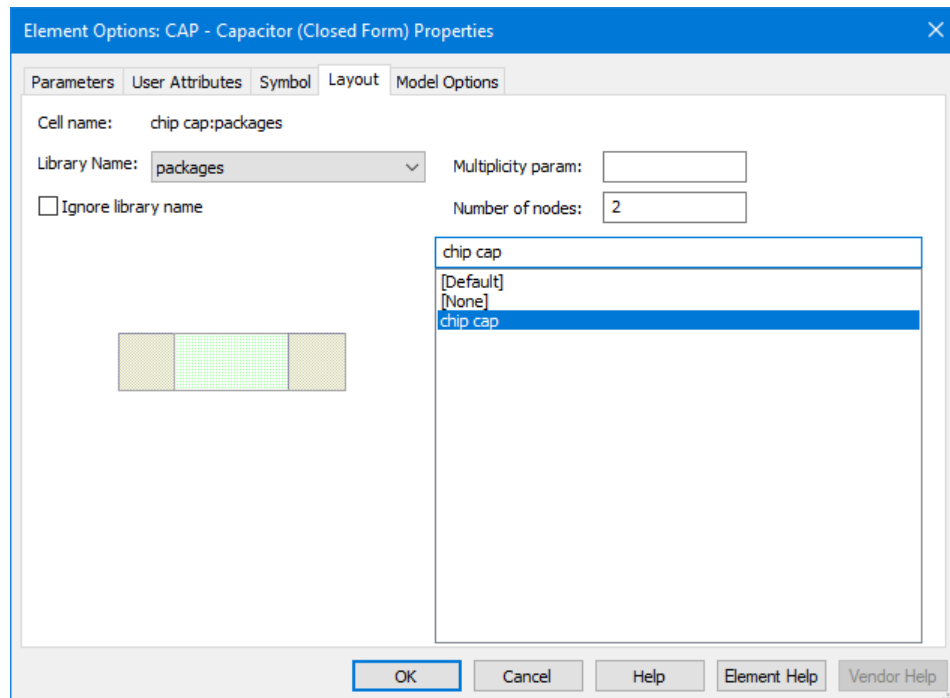 Element Options: CAP - Capacitor (Closed Form) Properties
Parameters User Attributes Symbol Layout Model Options
Cell name: chip cap:packages
Library Name: packages Multiplicity param:
Ignore library name Number of nodes: 2
chip cap
[Default]
[None]
chip cap
OK Cancel Help Element Help Vendor Help